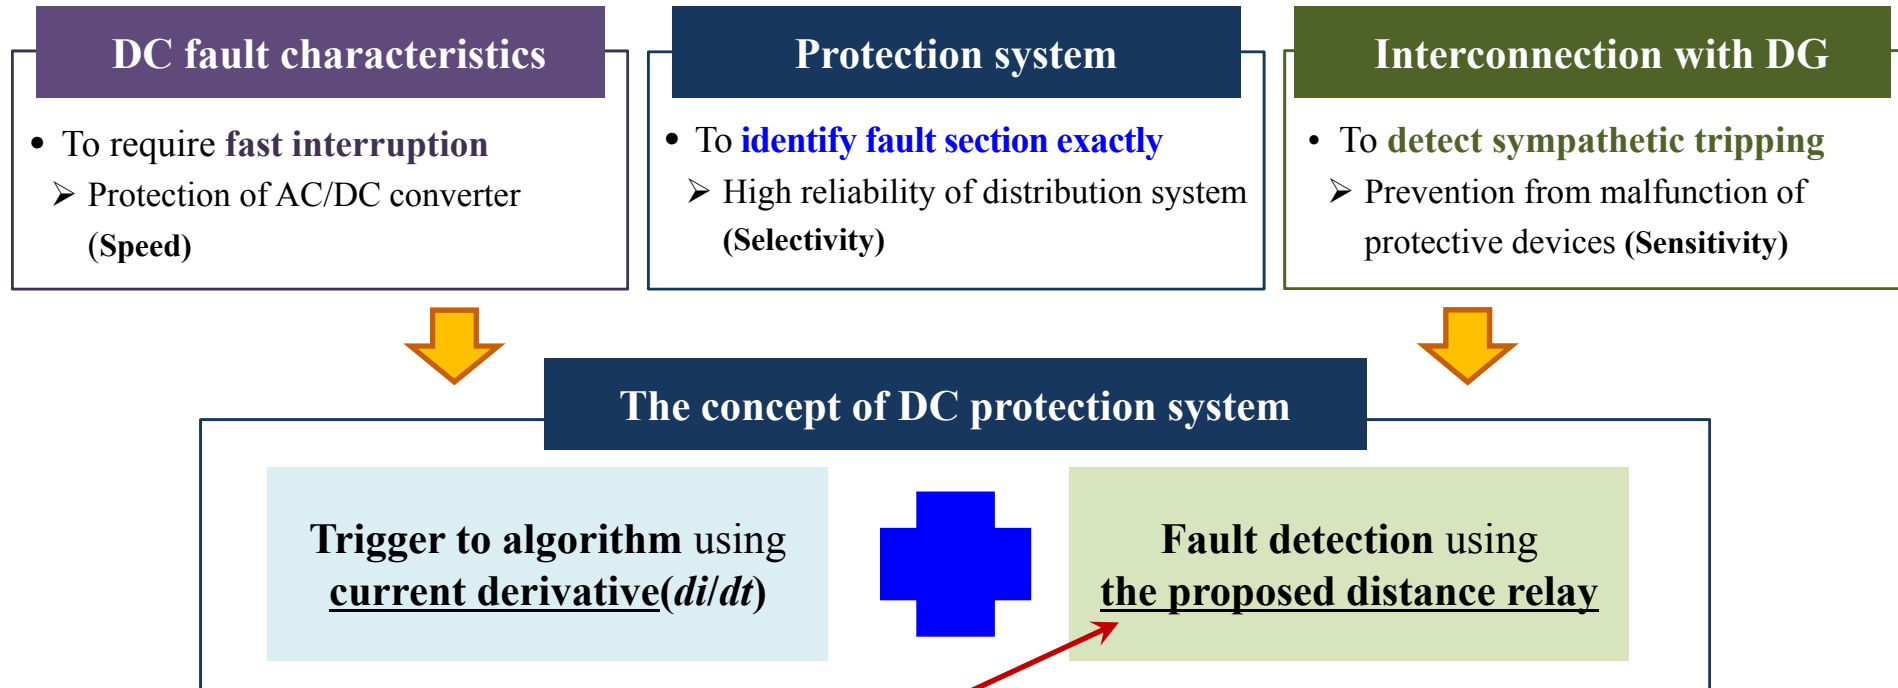 DC fault characteristics
• To require fast interruption
➢ Protection of AC/DC converter
(Speed)
Protection system
• To identify fault section exactly
➢ High reliability of distribution system
(Selectivity)
Interconnection with DG
• To detect sympathetic tripping
➢ Prevention from malfunction of
protective devices (Sensitivity)
The concept of DC protection system
Trigger to algorithm using
current derivative(di/dt)
Fault detection using
the proposed distance relay